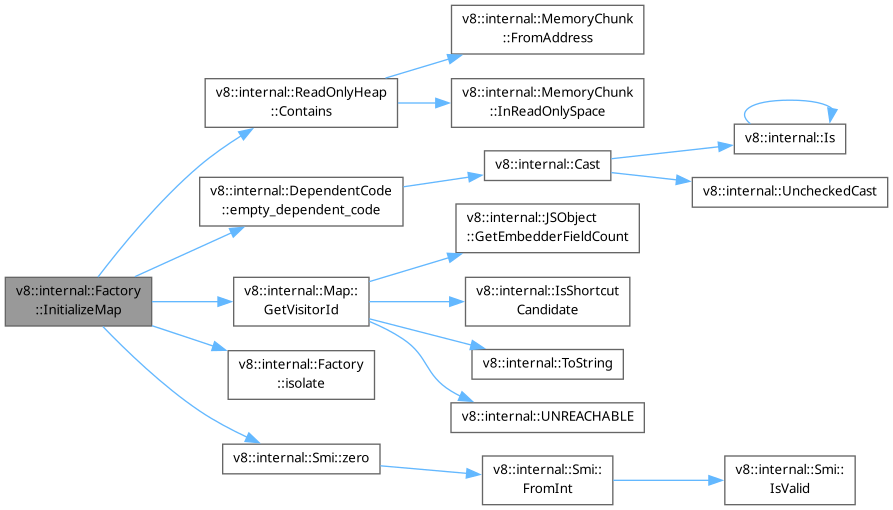 v8::internal::MemoryChunk
::FromAddress
v8::internal::ReadOnlyHeap
::Contains
v8::internal::MemoryChunk
::InReadOnlySpace
v8::internal::Is
v8::internal::Cast
v8::internal::DependentCode
::empty_dependent_code
v8::internal::UncheckedCast
v8::internal::JSObject
::GetEmbedderFieldCount
v8::internal::Factory
::InitializeMap
v8::internal::Map::
GetVisitorId
v8::internal::IsShortcut
Candidate
v8::internal::Factory
::isolate
v8::internal::ToString
v8::internal::UNREACHABLE
v8::internal::Smi::zero
v8::internal::Smi::
FromInt
v8::internal::Smi::
IsValid